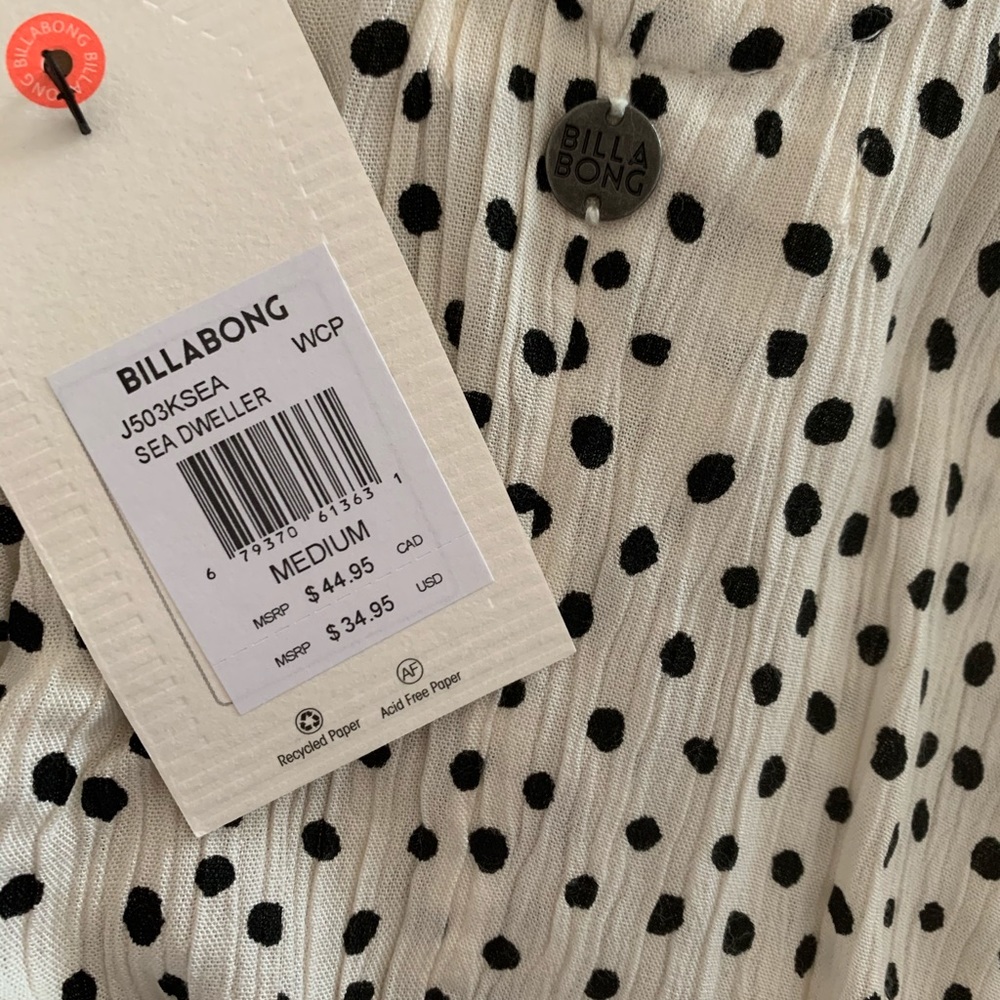 BILLABONG BILLABONG
BILLA
BONG
BILLABONG
WCP
J503KSEA
SEA DWELLER
6 79370 61363 1
MEDIUM
MSRP $44.95 CAD
MSRP $34.95 USD
AF
Recycled Paper Acid Free Paper